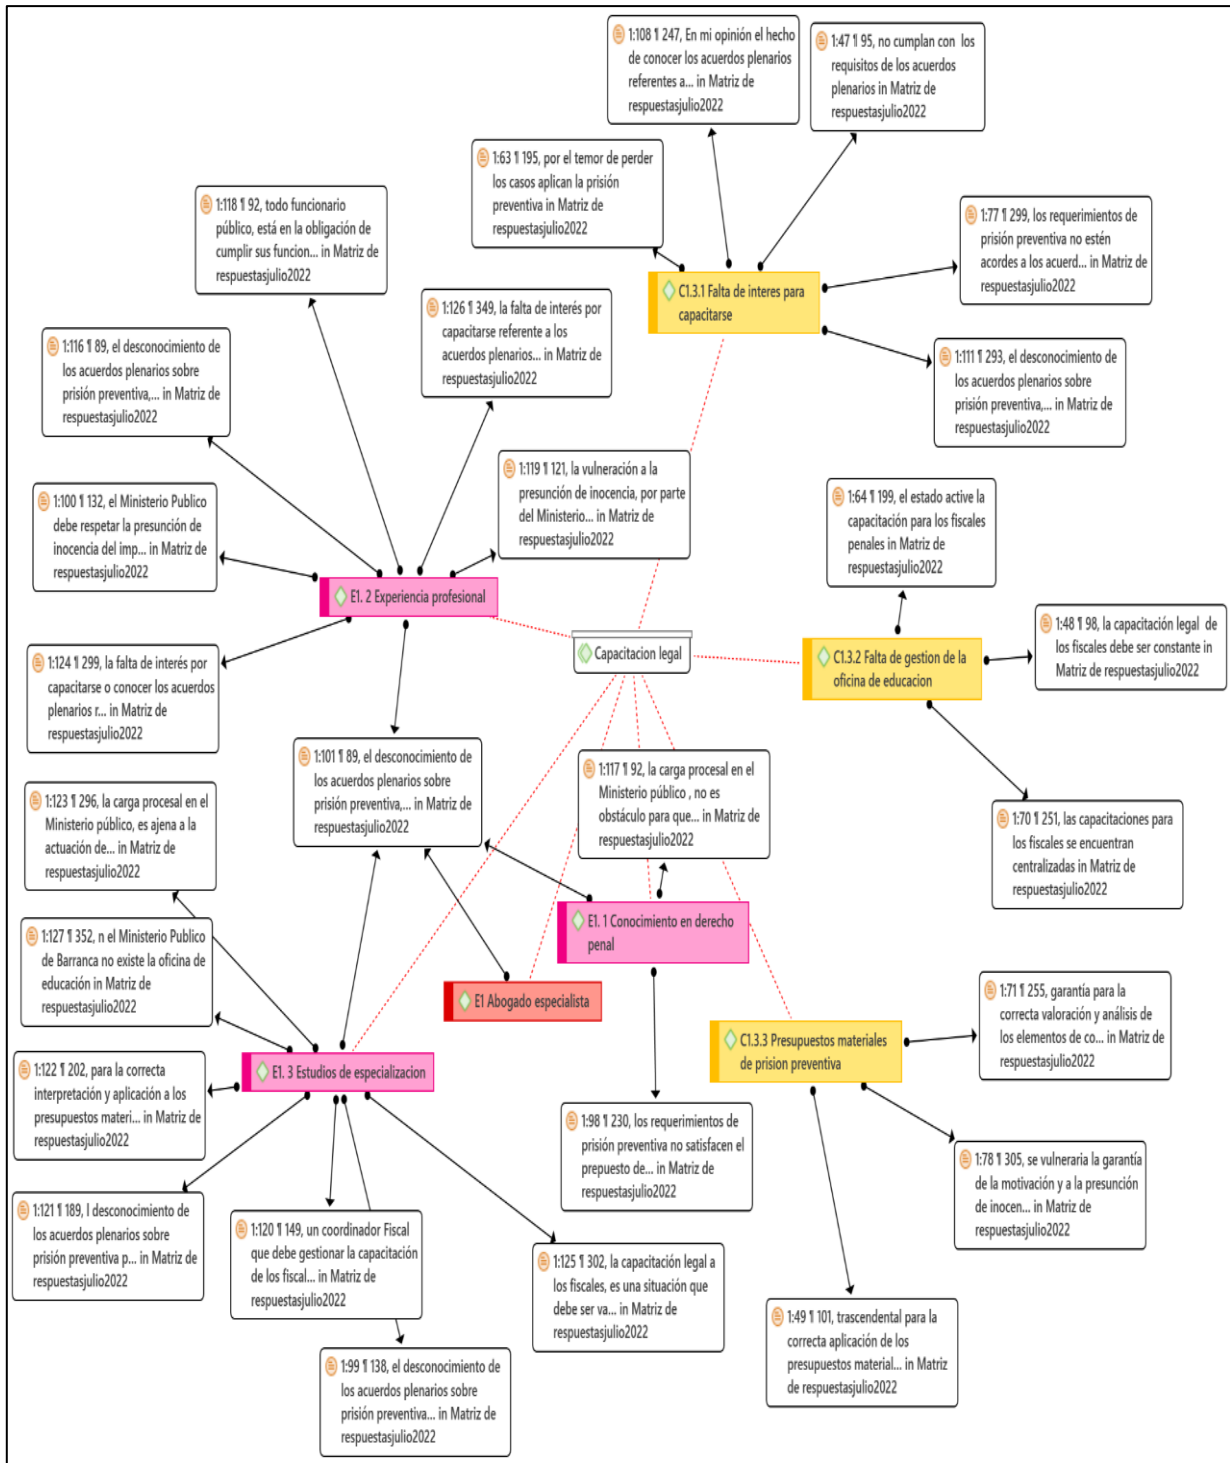 1:108 ¶ 247, En mi opinión el hecho
de conocer los acuerdos plenarios
referentes a... in Matriz de
respuestasjulio2022
1:47 ¶ 95, no cumplan con los
requisitos de los acuerdos
plenarios in Matriz de
respuestasjulio2022
1:63 ¶ 195, por el temor de perder
los casos aplican la prisión
preventiva in Matriz de
respuestasjulio2022
1:118 ¶ 92, todo funcionario
público, está en la obligación de
cumplir sus funcion... in Matriz de
respuestasjulio2022
1:77 ¶ 299, los requerimientos de
prisión preventiva no estén
acordes a los acuerd... in Matriz de
respuestasjulio2022
C1.3.1 Falta de interes para
capacitarse
1:126 ¶ 349, la falta de interés por
capacitarse referente a los
acuerdos plenarios... in Matriz de
respuestasjulio2022
1:116 ¶ 89, el desconocimiento de
los acuerdos plenarios sobre
prisión preventiva,... in Matriz de
respuestasjulio2022
1:111 ¶ 293, el desconocimiento de
los acuerdos plenarios sobre
prisión preventiva,... in Matriz de
respuestasjulio2022
1:119 ¶ 121, la vulneración a la
presunción de inocencia, por parte
del Ministerio... in Matriz de
respuestasjulio2022
1:100 ¶ 132, el Ministerio Publico
debe respetar la presunción de
inocencia del imp... in Matriz de
respuestasjulio2022
1:64 ¶ 199, el estado active la
capacitación para los fiscales
penales in Matriz de
respuestasjulio2022
E1. 2 Experiencia profesional
Capacitacion legal
C1.3.2 Falta de gestion de la
oficina de educacion
1:48 ¶ 98, la capacitación legal de
los fiscales debe ser constante in
Matriz de respuestasjulio2022
1:124 ¶ 299, la falta de interés por
capacitarse o conocer los acuerdos
plenarios r... in Matriz de
respuestasjulio2022
1:101 ¶ 89, el desconocimiento de
los acuerdos plenarios sobre
prisión preventiva,... in Matriz de
respuestasjulio2022
1:117 ¶ 92, la carga procesal en el
Ministerio público , no es
obstáculo para que... in Matriz de
respuestasjulio2022
1:123 ¶ 296, la carga procesal en el
Ministerio público, es ajena a la
actuación de... in Matriz de
respuestasjulio2022
1:70 ¶ 251, las capacitaciones para
los fiscales se encuentran
centralizadas in Matriz de
respuestasjulio2022
E1. 1 Conocimiento en derecho
penal
1:127 ¶ 352, n el Ministerio Publico
de Barranca no existe la oficina de
educación in Matriz de
respuestasjulio2022
E1 Abogado especialista
1:71 ¶ 255, garantía para la
correcta valoración y análisis de
los elementos de co... in Matriz de
respuestasjulio2022
C1.3.3 Presupuestos materiales
de prision preventiva
E1. 3 Estudios de especializacion
1:122 ¶ 202, para la correcta
interpretación y aplicación a los
presupuestos materi... in Matriz de
respuestasjulio2022
1:98 ¶ 230, los requerimientos de
prisión preventiva no satisfacen el
prepuesto de... in Matriz de
respuestasjulio2022
1:78 ¶ 305, se vulneraria la garantía
de la motivación y a la presunción
de inocen... in Matriz de
respuestasjulio2022
1:121 ¶ 189, l desconocimiento de
los acuerdos plenarios sobre
prisión preventiva p... in Matriz de
respuestasjulio2022
1:120 ¶ 149, un coordinador Fiscal
que debe gestionar la capacitación
de los fiscal... in Matriz de
respuestasjulio2022
1:125 ¶ 302, la capacitación legal a
los fiscales, es una situación que
debe ser va... in Matriz de
respuestasjulio2022
1:49 ¶ 101, trascendental para la
correcta aplicación de los
presupuestos material... in Matriz
de respuestasjulio2022
1:99 ¶ 138, el desconocimiento de
los acuerdos plenarios sobre
prisión preventiva... in Matriz de
respuestasjulio2022